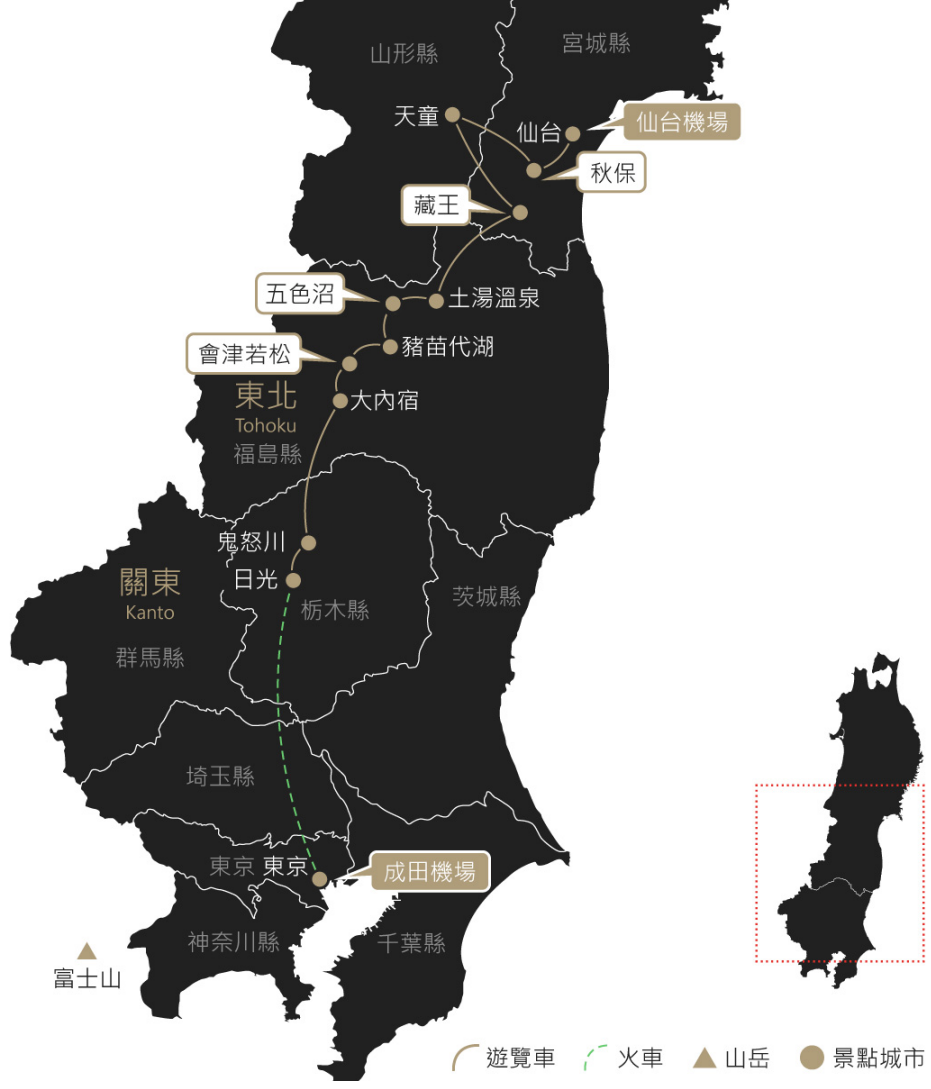 山形縣
宮城縣
天童
仙台
仙台機場
秋保
藏王
五色沼
土湯溫泉
豬苗代湖
會津若松
大內宿
東北
Tohoku
福島縣
鬼怒川
日光
關東
Kanto
栃木縣
茨城縣
群馬縣
埼玉縣
東京
東京
成田機場
神奈川縣
千葉縣
富士山
遊覽車
火車
山岳
景點城市